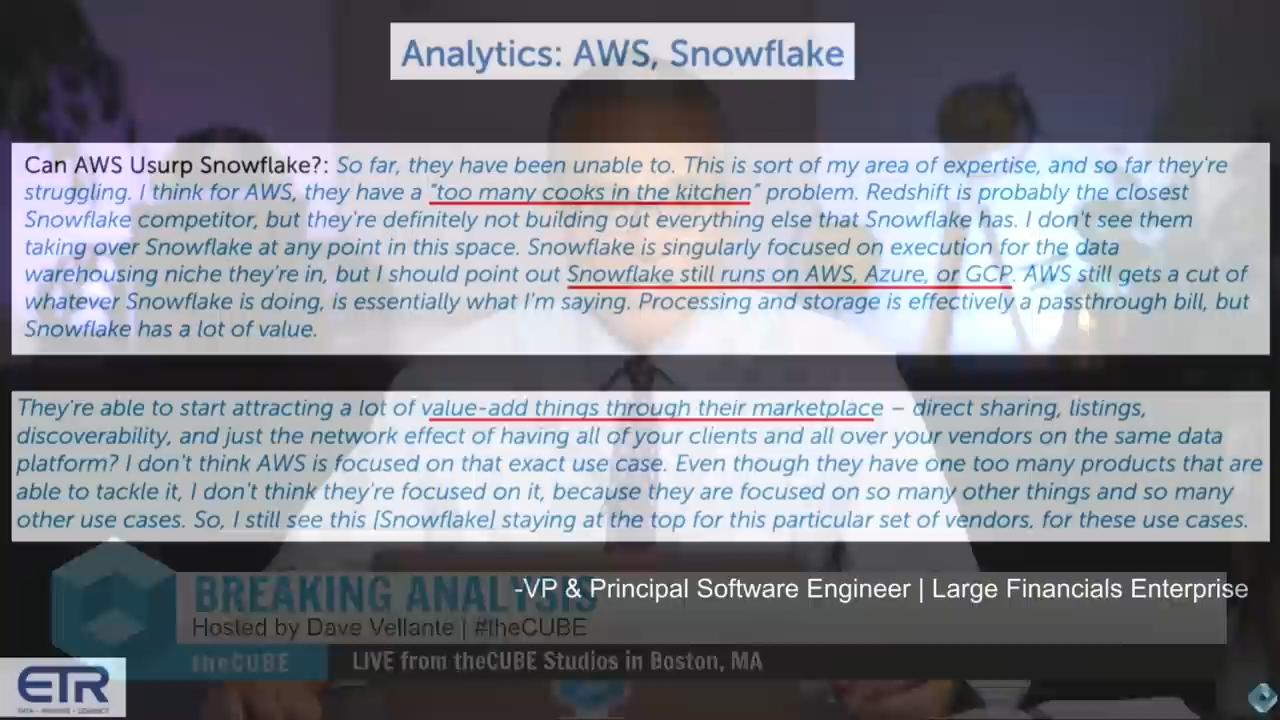 Analytics: AWS, Snowflake
Can AWS Usurp Snowflake?: So far, they have been unable to. This is sort of my area of expertise, and so far they're
struggling. I think for AWS, they have a "too many cooks in the kitchen" problem. Redshift is probably the closest
Snowflake competitor, but they're definitely not building out everything else that Snowflake has. I don't see them
taking over Snowflake at any point in this space. Snowflake is singularly focused on execution for the data
warehousing niche they're in, but I should point out Snowflake still runs on AWS, Azure, or GCP. AWS still gets a cut of
whatever Snowflake is doing, is essentially what I'm saying. Processing and storage is effectively a passthrough bill, but
Snowflake has a lot of value.
They're able to start attracting a lot of value-add things through their marketplace – direct sharing, listings,
discoverability, and just the network effect of having all of your clients and all over your vendors on the same data
platform? I don't think AWS is focused on that exact use case. Even though they have one too many products that are
able to tackle it, I don't think they're focused on it, because they are focused on so many other things and so many
other use cases. So, I still see this [Snowflake] staying at the top for this particular set of vendors. for these use cases.
-VP & Principal Software Engineer | Large Financials Enterprise
BREAKING ANALYSIS
Hosted by Dave Vellante | #theCUBE
theCUBE
LIVE from theCUBE Studios in Boston, MA
ETR